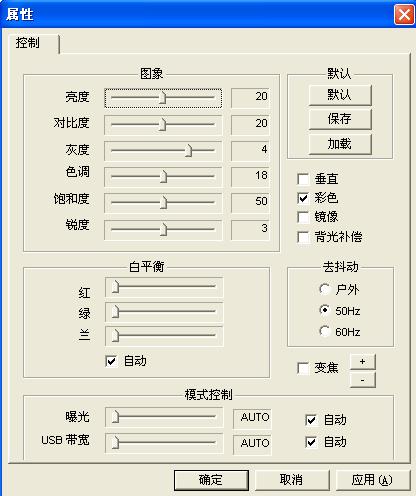 属性
控制
图象
亮度 20
对比度 20
灰度 4
色调 18
饱和度 50
锐度 3
默认
默认
保存
加载
垂直
彩色
镜像
背光补偿
白平衡
红
绿
兰
自动
去抖动
户外
50Hz
60Hz
变焦
+
-
模式控制
曝光 AUTO 自动
USB 带宽 AUTO 自动
确定 取消 应用(A)